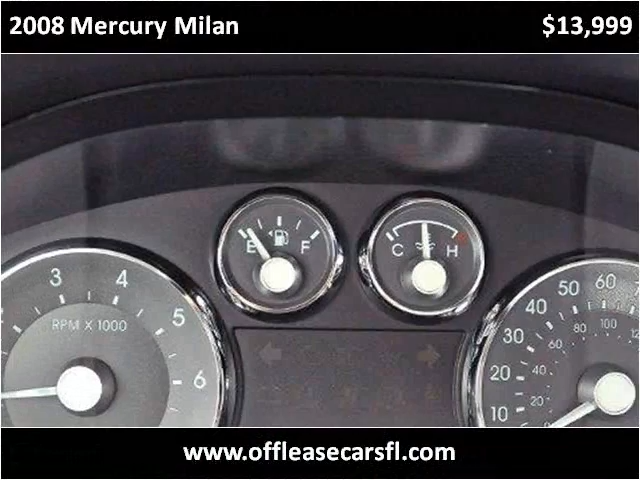 2008 Mercury Milan $13,999
E F
C H
3 4 5 6
RPM X 1000
10 20 30 40 50 60
0 20 40 60 80 100
www.offleasecarsfl.com